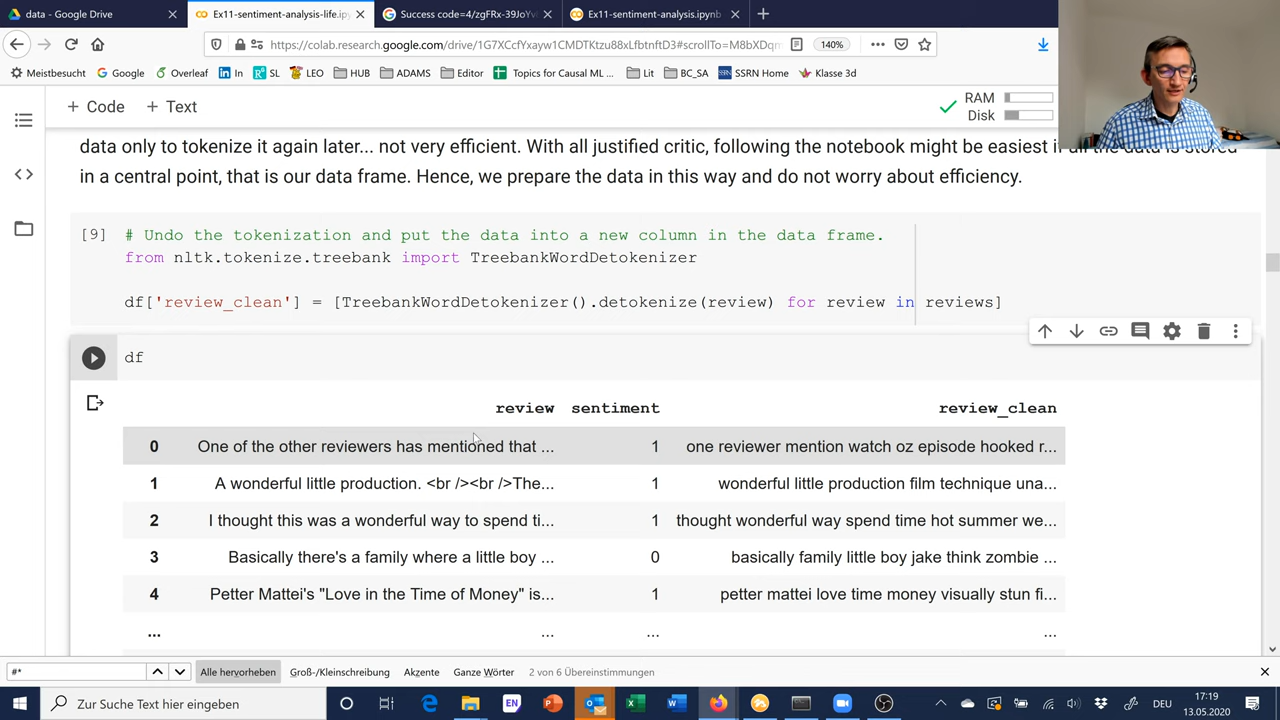 data - Google Drive
Ex11-sentiment-analysis-life.ipy
Success code=4/zgFRx-39JoYv
Ex11-sentiment-analysis.ipynb
https://colab.research.google.com/drive/1G7XCcfYxayw1CMDTKtzu88xLfbtnftD3#scrollTo=M8bXDqm
140%
Meistbesucht
Google
Overleaf
In
SL
LEO
HUB
ADAMS
Editor
Topics for Causal ML ...
Lit
BC_SA
SSRN Home
Klasse 3d
+ Code + Text
RAM
Disk
data only to tokenize it again later... not very efficient. With all justified critic, following the notebook might be easiest if all the data is stored
in a central point, that is our data frame. Hence, we prepare the data in this way and do not worry about efficiency.
[9] # Undo the tokenization and put the data into a new column in the data frame.
from nltk.tokenize.treebank import TreebankWordDetokenizer
df['review_clean'] = [TreebankWordDetokenizer().detokenize(review) for review in reviews]
df
review sentiment review_clean
0 One of the other reviewers has mentioned that ... 1 one reviewer mention watch oz episode hooked r...
1 A wonderful little production. <br /><br />The... 1 wonderful little production film technique una...
2 I thought this was a wonderful way to spend ti... 1 thought wonderful way spend time hot summer we...
3 Basically there's a family where a little boy ... 0 basically family little boy jake think zombie ...
4 Petter Mattei's "Love in the Time of Money" is... 1 petter mattei love time money visually stun fi...
... ... ... ...
#*
Alle hervorheben
Groß-/Kleinschreibung
Akzente
Ganze Wörter
2 von 6 Übereinstimmungen
Zur Suche Text hier eingeben
EN
DEU
17:19
13.05.2020